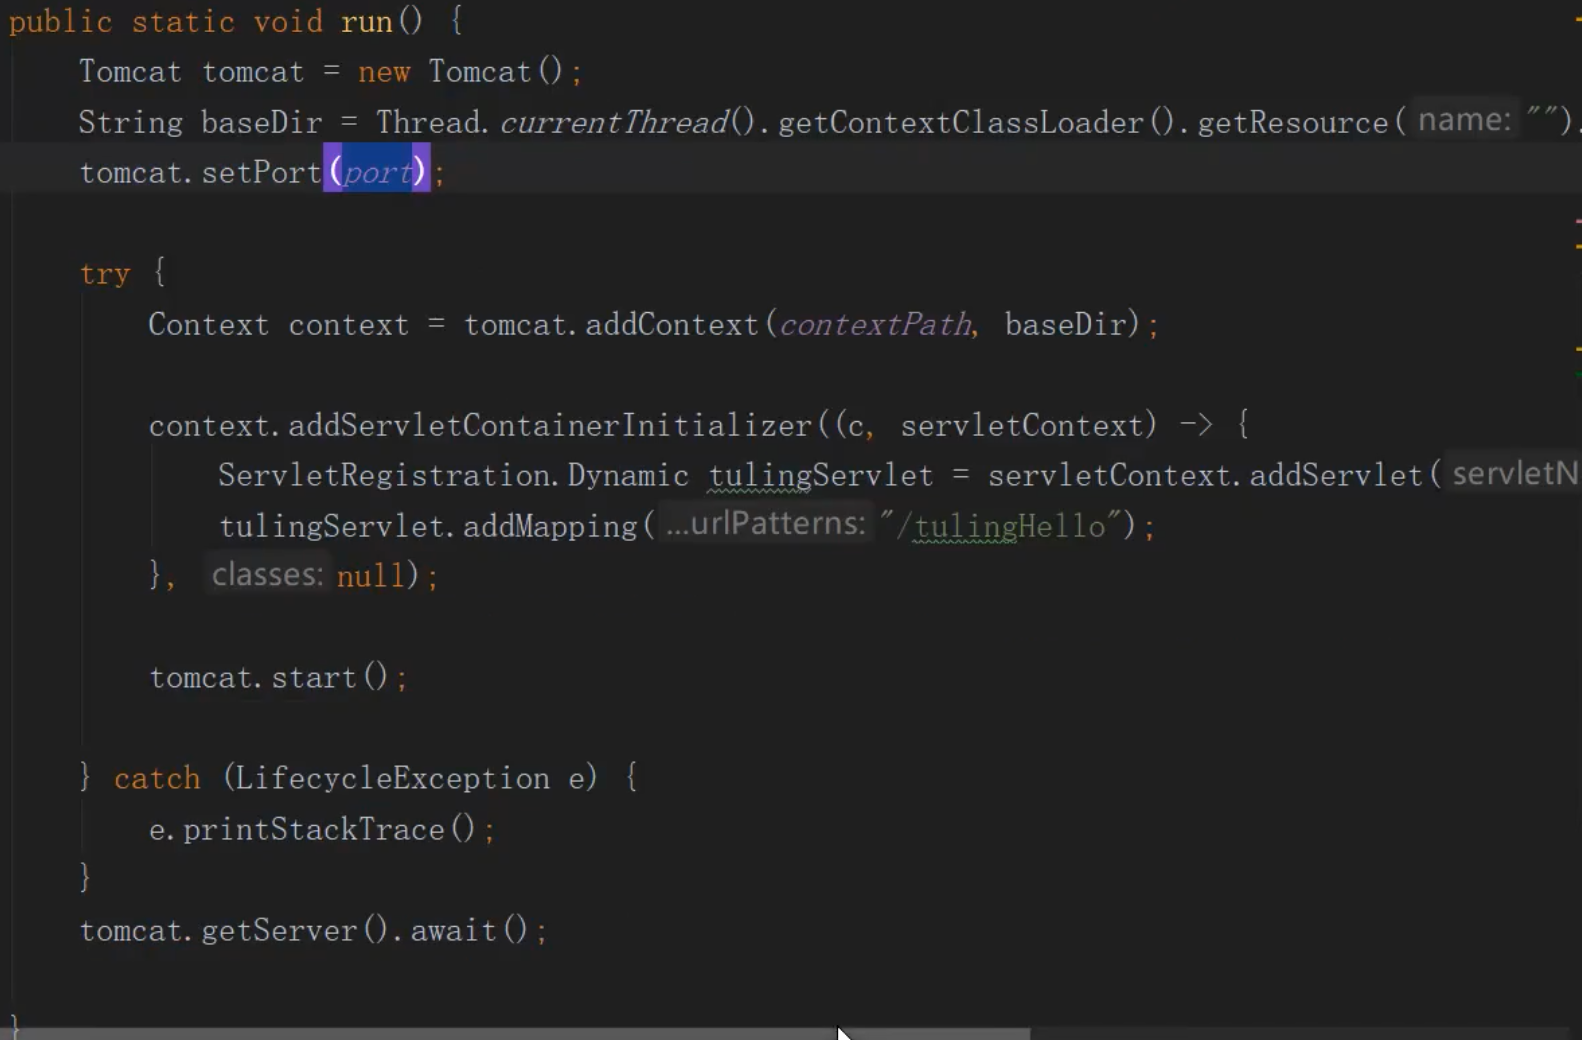 public static void run() {
Tomcat tomcat = new Tomcat();
String baseDir = Thread.currentThread().getContextClassLoader().getResource( name: "").
tomcat.setPort(port);
try {
Context context = tomcat.addContext(contextPath, baseDir);
context.addServletContainerInitializer((c, servletContext) -> {
ServletRegistration.Dynamic tulingServlet = servletContext.addServlet( servletN
tulingServlet.addMapping( ...urlPatterns: "/tulingHello");
}, classes: null);
tomcat.start();
} catch (LifecycleException e) {
e.printStackTrace();
}
tomcat.getServer().await();
}